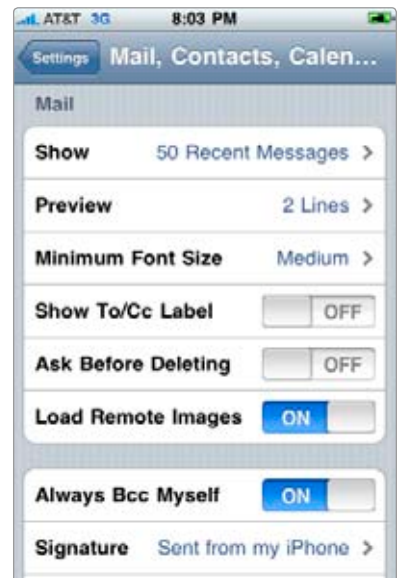 AT&T 3G 8:03 PM
Settings Mail, Contacts, Calen...
Mail
Show 50 Recent Messages >
Preview 2 Lines >
Minimum Font Size Medium >
Show To/Cc Label OFF
Ask Before Deleting OFF
Load Remote Images ON
Always Bcc Myself ON
Signature Sent from my iPhone >